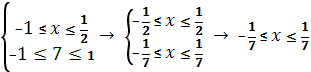 { -1 ≤ x ≤ 1/2 , -1 ≤ 7 ≤ 1 → { -1/2 ≤ x ≤ 1/2 , -1/7 ≤ x ≤ 1/7 → -1/7 ≤ x ≤ 1/7